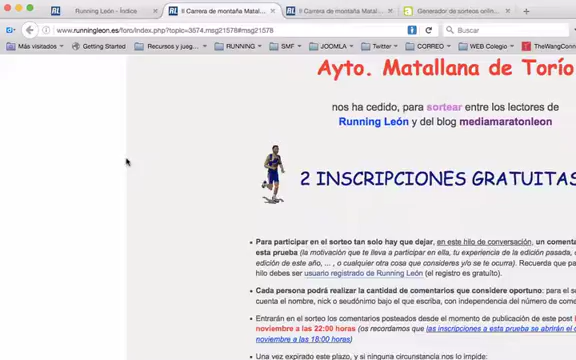 Running León - Índice
II Carrera de montaña Matal...
II Carrera de montaña Matal...
Generador de sorteos onlin...
www.runningleon.es/foro/index.php?topic=3574.msg21578#msg21578
Buscar
Más visitados
Getting Started
Recursos y jueg...
RUNNING
SMF
JOOMLA
Twitter
CORREO
WEB Colegio
TheWangConn
Ayto. Matallana de Torío
nos ha cedido, para sortear entre los lectores de
Running León y del blog mediamaratonleon
2 INSCRIPCIONES GRATUITAS
Para participar en el sorteo tan solo hay que dejar, en este hilo de conversación, un comenta
esta prueba (la motivación que te lleva a participar en ella, tu experiencia de la edición pasada,
edición de este año, ... , o cualquier otra cosa que consideres y/o se te ocurra). Recuerda que pa
hilo debes ser usuario registrado de Running León (el registro es gratuito).
Cada persona podrá realizar la cantidad de comentarios que considere oportuno: para el so
cuenta el nombre, nick o seudónimo bajo el que escriba, con independencia del número de come
Entrarán en el sorteo los comentarios posteados desde el momento de publicación de este post
noviembre a las 22:00 horas (os recordamos que las inscripciones a esta prueba se abrirán el d
noviembre a las 18:00 horas)
Una vez expirado este plazo, y si ninguna circunstancia nos impide: